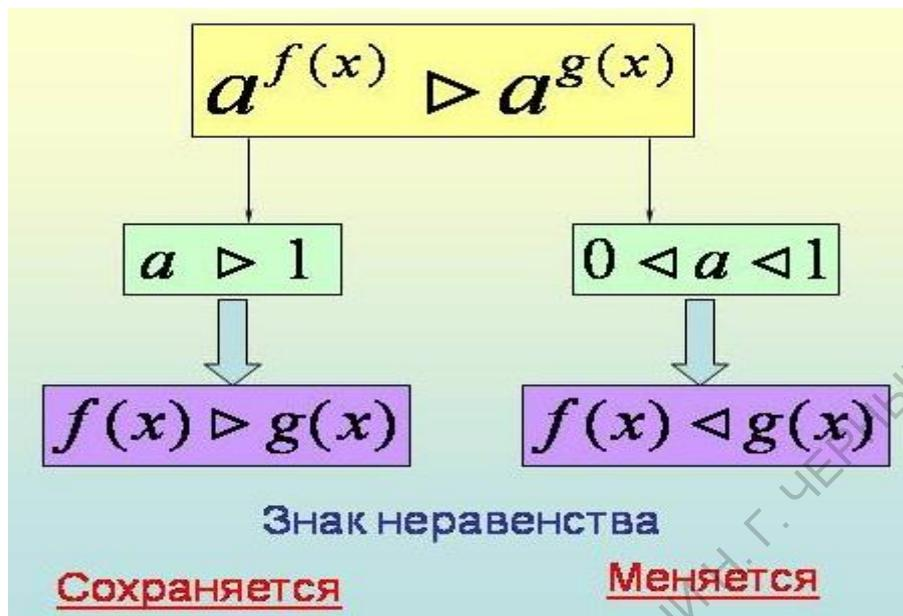 a^{f(x)} ⊳ a^{g(x)}
a ⊳ 1
0 ⊲ a ⊲ 1
f(x) ⊳ g(x)
f(x) ⊲ g(x)
Знак неравенства
Сохраняется
Меняется